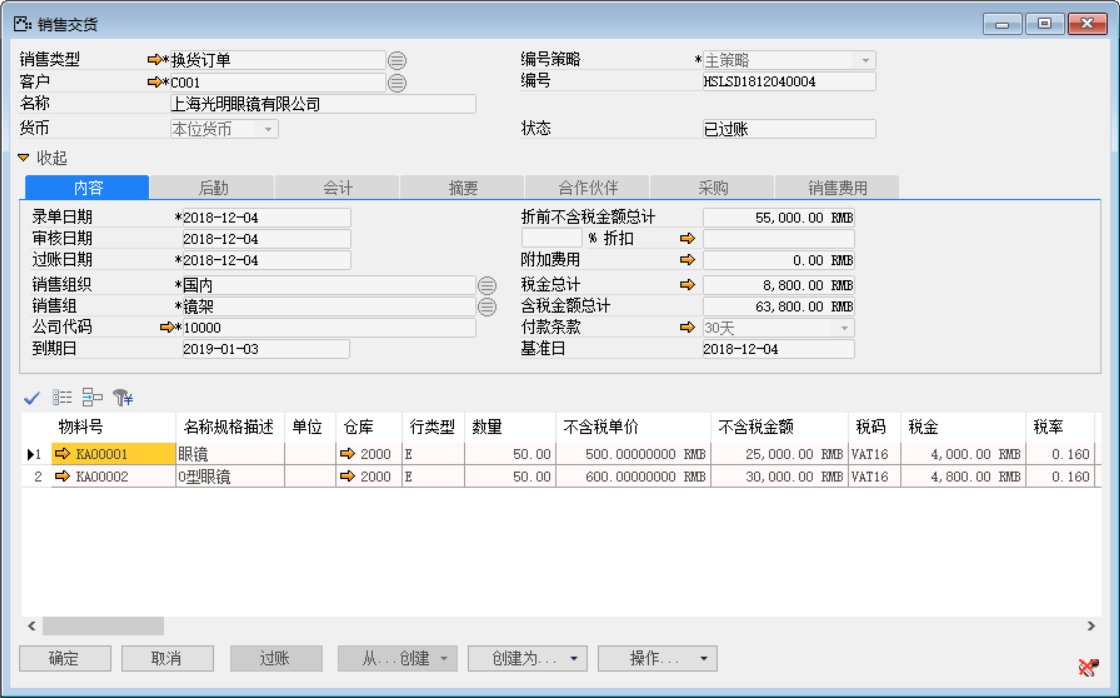 销售交货
销售类型 *换货订单 编号策略 *主策略
客户 *C001 编号 HSLSD1812040004
名称 上海光明眼镜有限公司
货币 本位货币 状态 已过账
收起
内容 后勤 会计 摘要 合作伙伴 采购 销售费用
录单日期 *2018-12-04 折前不含税金额总计 55,000.00 RMB
审核日期 2018-12-04 % 折扣
过账日期 *2018-12-04 附加费用 0.00 RMB
销售组织 *国内 税金总计 8,800.00 RMB
销售组 *镜架 含税金额总计 63,800.00 RMB
公司代码 *10000 付款条款 30天
到期日 2019-01-03 基准日 2018-12-04
物料号 名称规格描述 单位 仓库 行类型 数量 不含税单价 不含税金额 税码 税金 税率
1 KA00001 眼镜 2000 E 50.00 500.00000000 RMB 25,000.00 RMB VAT16 4,000.00 RMB 0.160
2 KA00002 O型眼镜 2000 E 50.00 600.00000000 RMB 30,000.00 RMB VAT16 4,800.00 RMB 0.160
确定 取消 过账 从...创建 创建为... 操作...